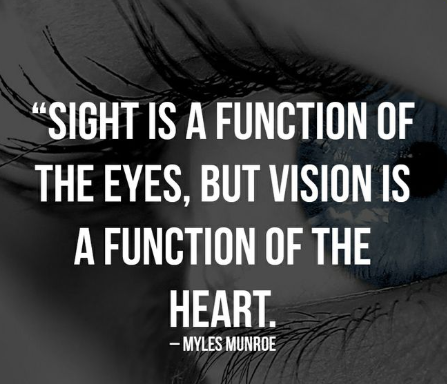 “SIGHT IS A FUNCTION OF
THE EYES, BUT VISION IS
A FUNCTION OF THE
HEART.
– MYLES MUNROE